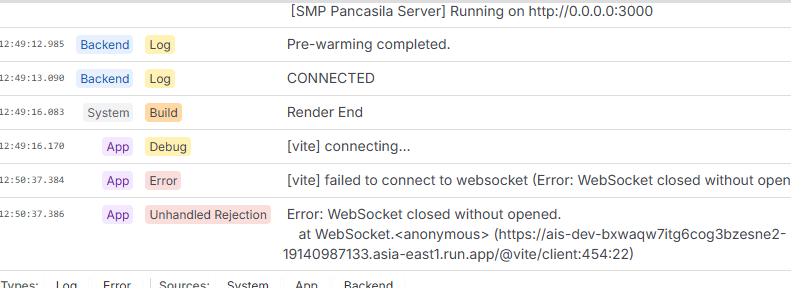 [SMP Pancasila Server] Running on http://0.0.0.0:3000
12:49:12.985 Backend Log Pre-warming completed.
12:49:13.090 Backend Log CONNECTED
12:49:16.083 System Build Render End
12:49:16.170 App Debug [vite] connecting...
12:50:37.384 App Error [vite] failed to connect to websocket (Error: WebSocket closed without open
12:50:37.386 App Unhandled Rejection Error: WebSocket closed without opened.
at WebSocket.<anonymous> (https://ais-dev-bxwaqw7itg6cog3bzesne2-
19140987133.asia-east1.run.app/@vite/client:454:22)
Types: Log Error Sources: System App Backend